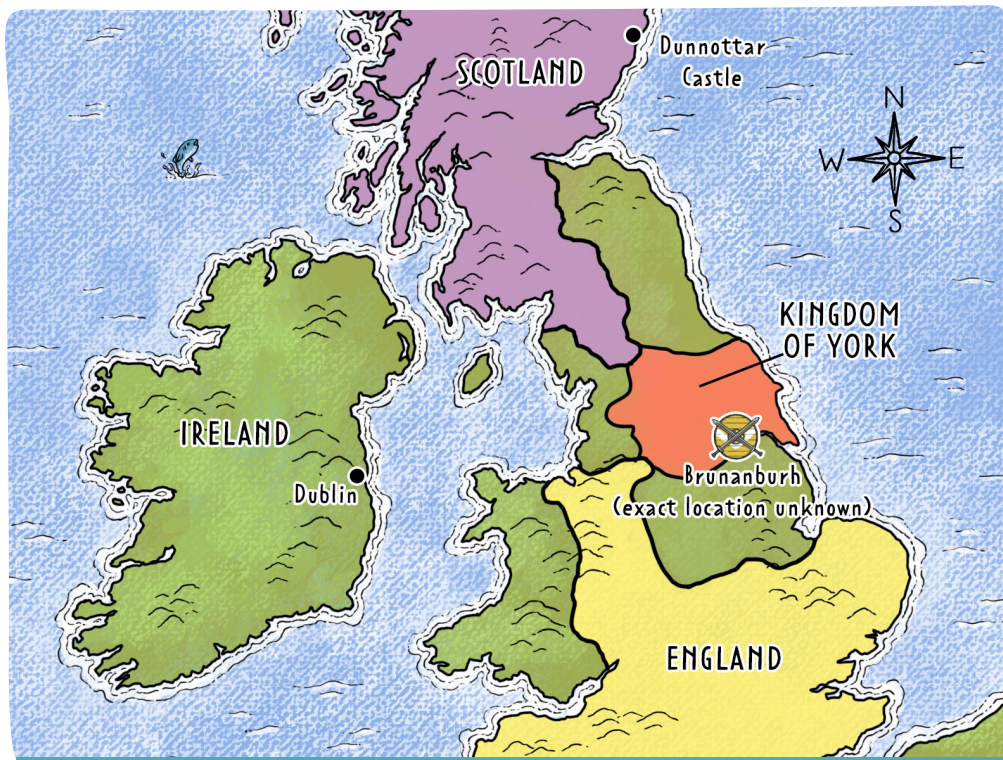 Dunnottar
Castle
SCOTLAND
N
W
E
S
KINGDOM
OF YORK
IRELAND
Dublin
Brunanburh
(exact location unknown)
ENGLAND